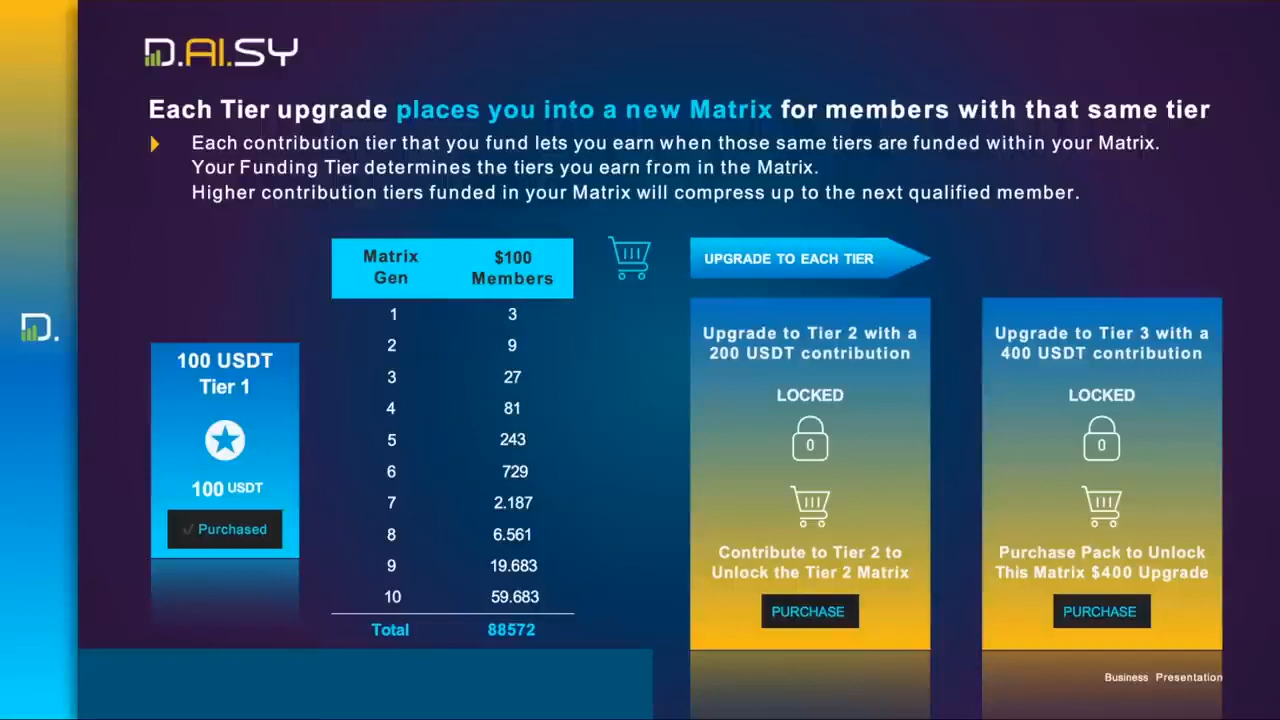 D.AI.SY
Each Tier upgrade places you into a new Matrix for members with that same tier
Each contribution tier that you fund lets you earn when those same tiers are funded within your Matrix.
Your Funding Tier determines the tiers you earn from in the Matrix.
Higher contribution tiers funded in your Matrix will compress up to the next qualified member.
D.
100 USDT
Tier 1
100 USDT
✓ Purchased
Matrix Gen $100 Members
1 3
2 9
3 27
4 81
5 243
6 729
7 2.187
8 6.561
9 19.683
10 59.683
Total 88572
UPGRADE TO EACH TIER
Upgrade to Tier 2 with a
200 USDT contribution
LOCKED
0
Contribute to Tier 2 to
Unlock the Tier 2 Matrix
PURCHASE
Upgrade to Tier 3 with a
400 USDT contribution
LOCKED
0
Purchase Pack to Unlock
This Matrix $400 Upgrade
PURCHASE
Business Presentation